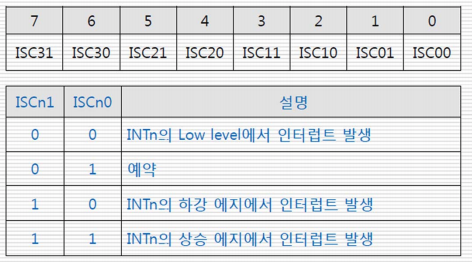 7 6 5 4 3 2 1 0
ISC31 ISC30 ISC21 ISC20 ISC11 ISC10 ISC01 ISC00
ISCn1 ISCn0 설명
0 0 INTn의 Low level에서 인터럽트 발생
0 1 예약
1 0 INTn의 하강 에지에서 인터럽트 발생
1 1 INTn의 상승 에지에서 인터럽트 발생